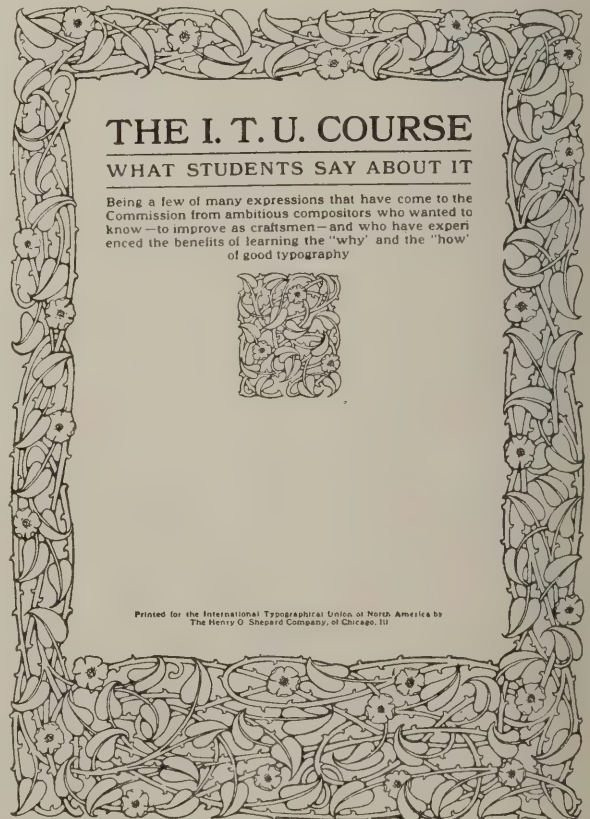 THE I. T. U. COURSE
WHAT STUDENTS SAY ABOUT IT
Being a few of many expressions that have come to the
Commission from ambitious compositors who wanted to
know—to improve as craftsmen—and who have experi
enced the benefits of learning the "why' and the "how'
of good typography
Printed for the International Typographical Union of North America by
The Henry O Shepard Company, of Chicago, Ill